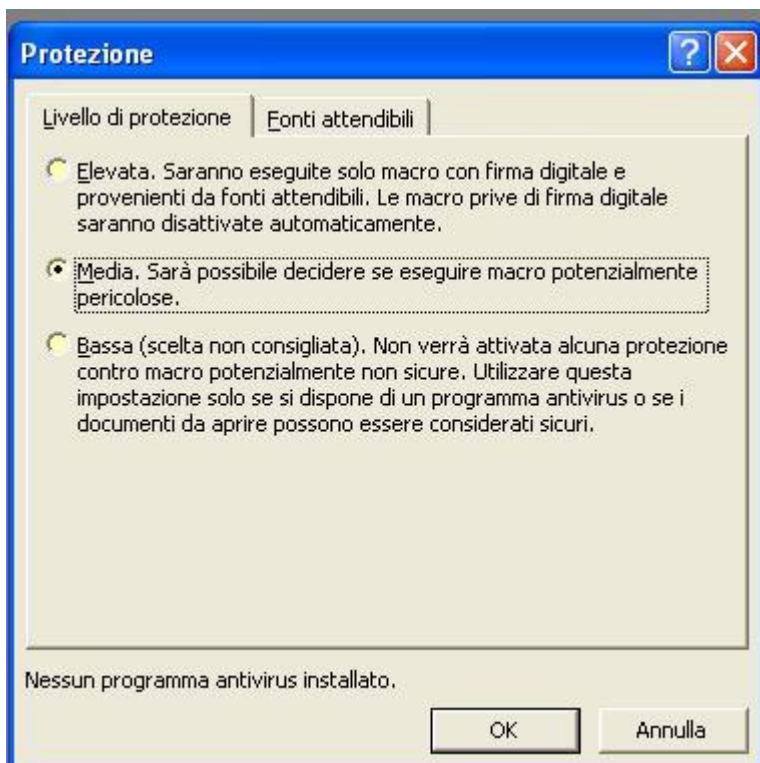 Protezione
Livello di protezione
Fonti attendibili
Elevata. Saranno eseguite solo macro con firma digitale e
provenienti da fonti attendibili. Le macro prive di firma digitale
saranno disattivate automaticamente.
Media. Sarà possibile decidere se eseguire macro potenzialmente
pericolose.
Bassa (scelta non consigliata). Non verrà attivata alcuna protezione
contro macro potenzialmente non sicure. Utilizzare questa
impostazione solo se si dispone di un programma antivirus o se i
documenti da aprire possono essere considerati sicuri.
Nessun programma antivirus installato.
OK
Annulla